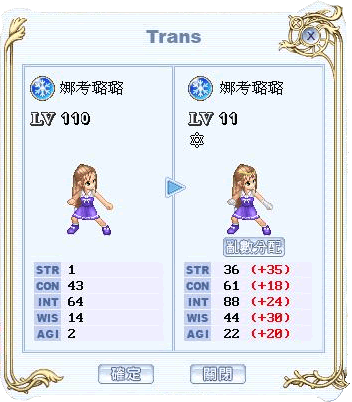 Trans
X
娜考璐璐
LV 110
STR 1
CON 43
INT 64
WIS 14
AGI 2
娜考璐璐
LV 11
亂數分配
STR 36 (+35)
CON 61 (+18)
INT 88 (+24)
WIS 44 (+30)
AGI 22 (+20)
確定
關閉